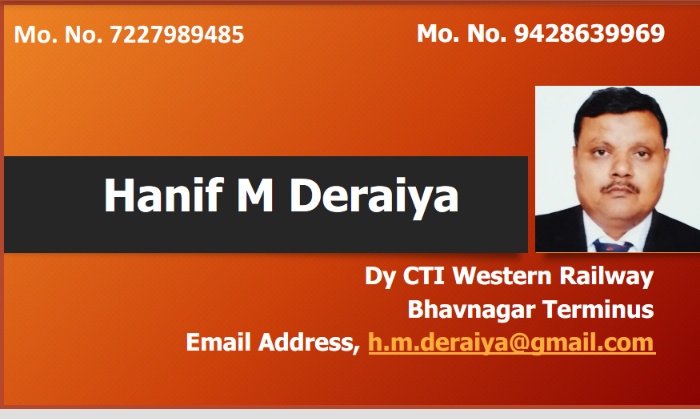 Mo. No. 7227989485
Mo. No. 9428639969
Hanif M Deraiya
Dy CTI Western Railway
Bhavnagar Terminus
Email Address, h.m.deraiya@gmail.com